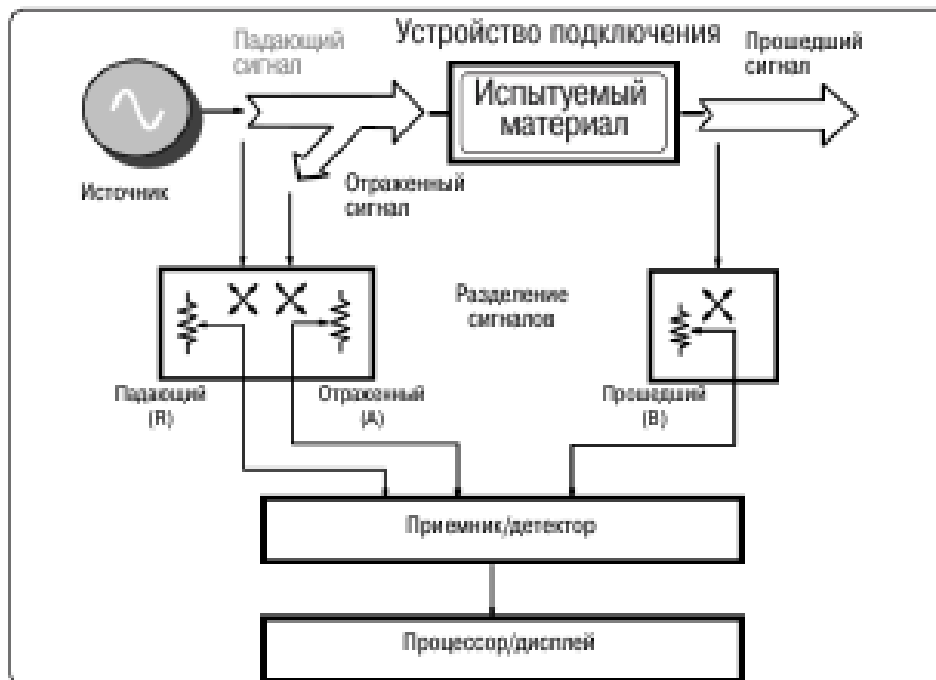 Падающий
сигнал
Устройство подключения
Прошедший
сигнал
Испытуемый
материал
Источник
Отраженный
сигнал
Разделение
сигналов
Падающий
(R)
Отраженный
(A)
Прошедший
(B)
Приемник/детектор
Процессор/дисплей